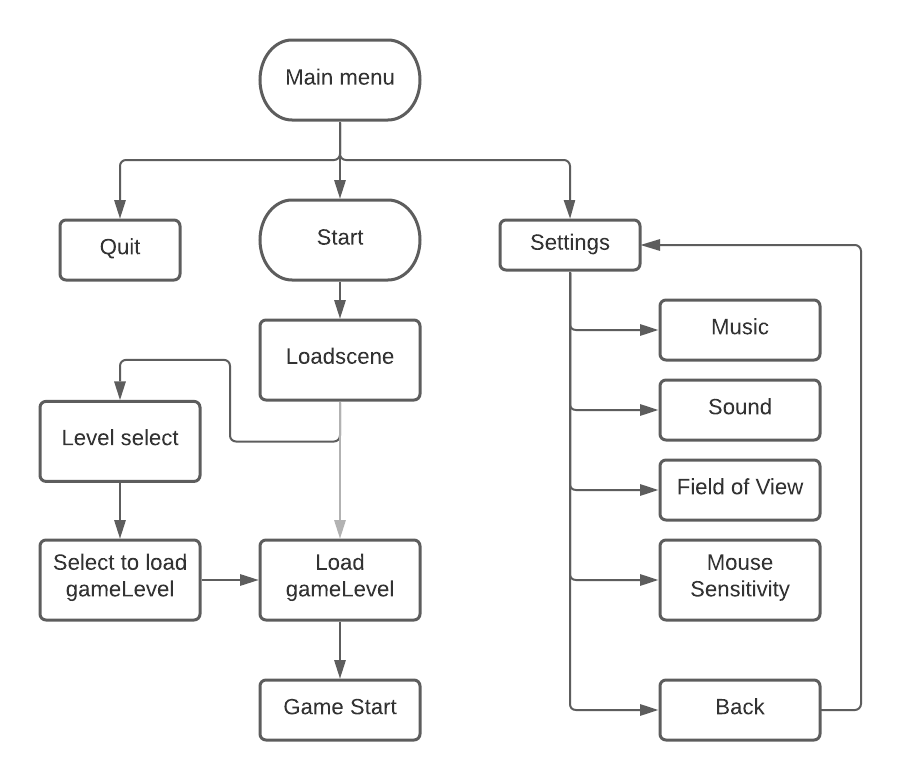 Main menu
Quit
Start
Settings
Loadscene
Music
Sound
Level select
Field of View
Select to load
gameLevel
Load
gameLevel
Mouse
Sensitivity
Game Start
Back